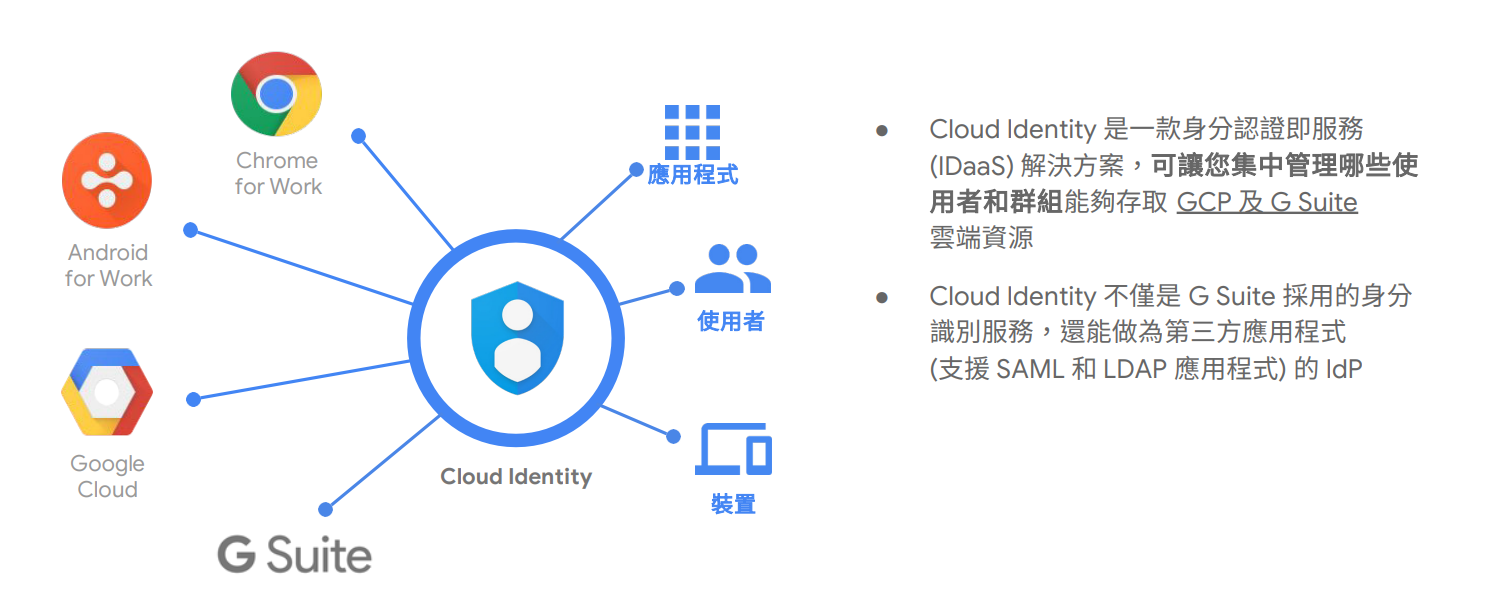 Chrome
for Work
Android
for Work
Google
Cloud
G Suite
Cloud Identity
應用程式
使用者
裝置
● Cloud Identity 是一款身分認證即服務
(IDaaS) 解決方案，可讓您集中管理哪些使
用者和群組能夠存取 GCP 及 G Suite
雲端資源
● Cloud Identity 不僅是 G Suite 採用的身分
識別服務，還能做為第三方應用程式
(支援 SAML 和 LDAP 應用程式) 的 IdP